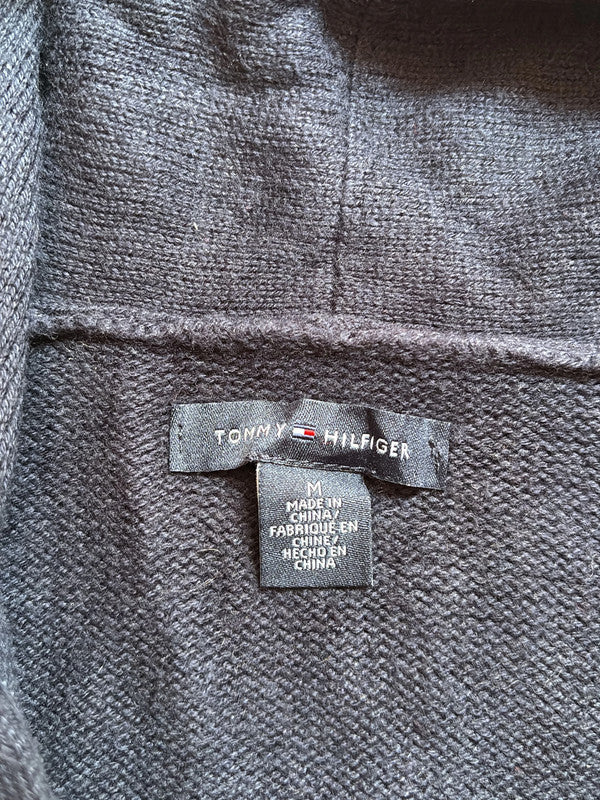 TOMMY HILFIGER
M
MADE IN
CHINA/
FABRIQUE EN
CHINE/
HECHO EN
CHINA